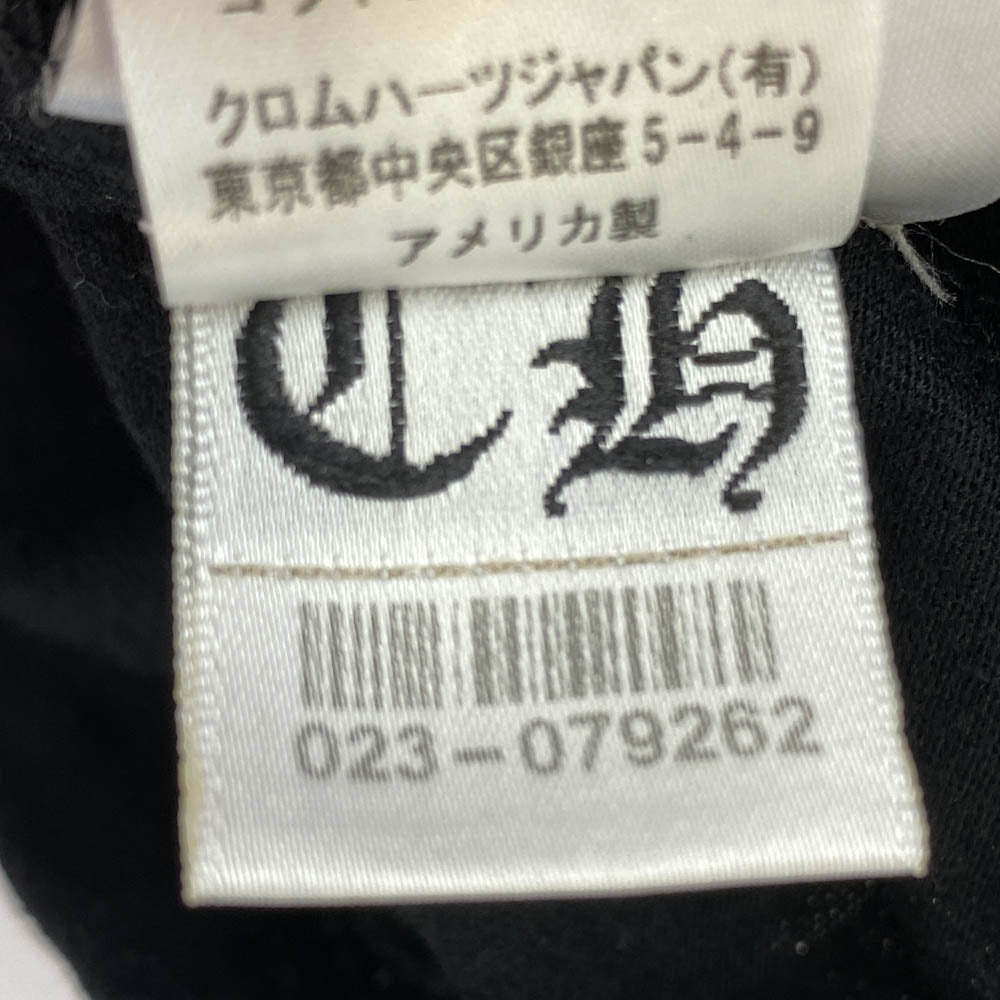 クロムハーツジャパン(有)
東京都中央区銀座5-4-9
アメリカ製
CH
023-079262